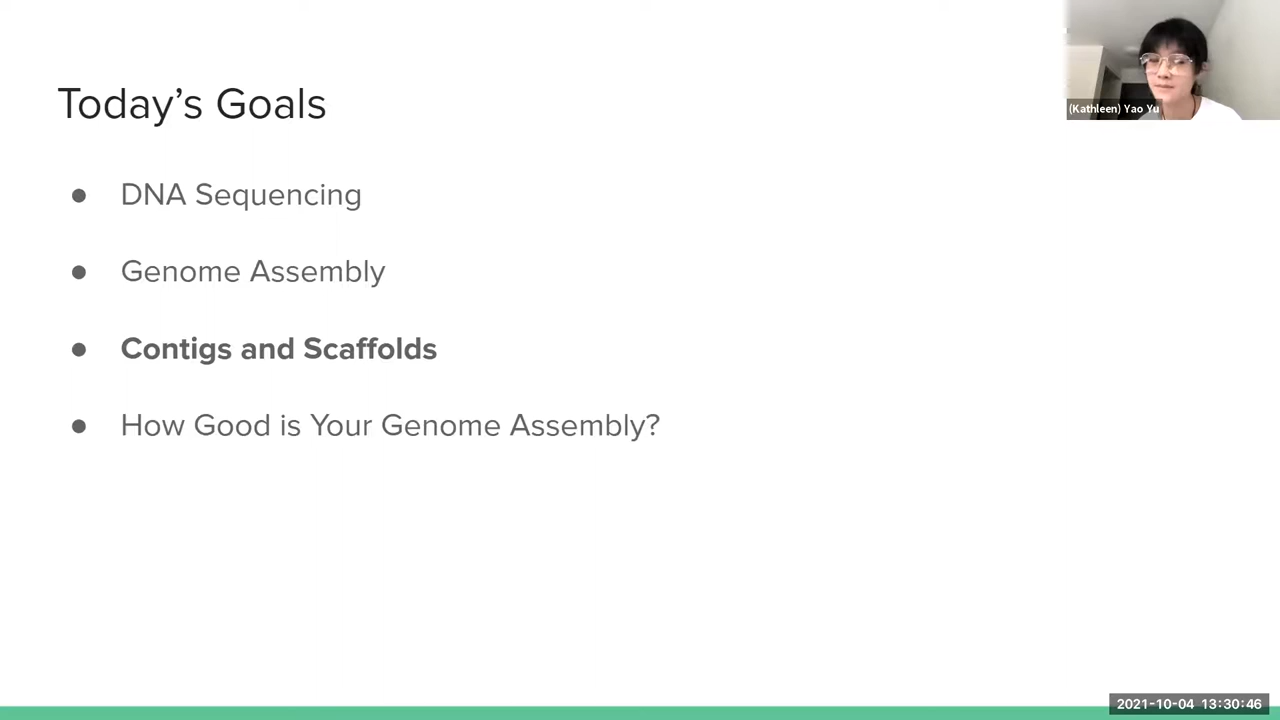 Today’s Goals
(Kathleen) Yao Yu
● DNA Sequencing
● Genome Assembly
● Contigs and Scaffolds
● How Good is Your Genome Assembly?
2021-10-04 13:30:46